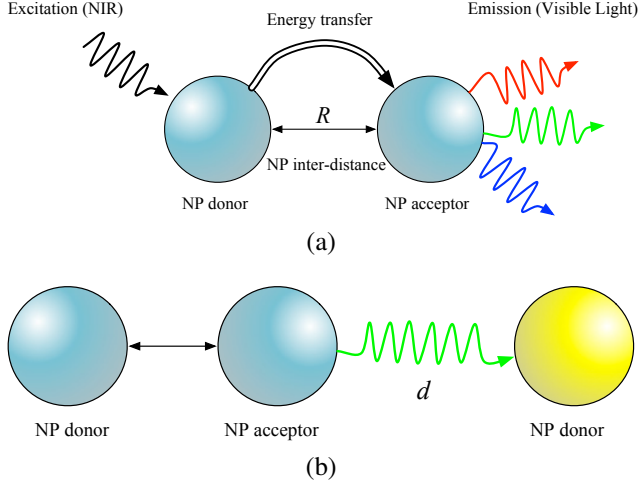 Excitation (NIR)
Energy transfer
Emission (Visible Light)
R
NP inter-distance
NP donor
NP acceptor
(a)
d
NP donor
NP acceptor
NP donor
(b)